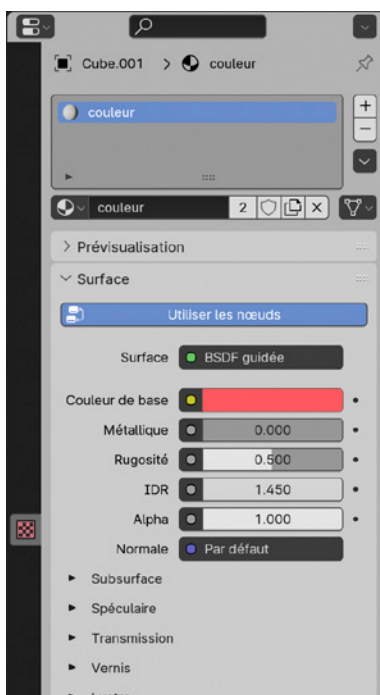 Cube.001 > couleur
couleur
couleur 2
Prévisualisation
Surface
Utiliser les nœuds
Surface BSDF guidée
Couleur de base
Métallique 0.000
Rugosité 0.500
IDR 1.450
Alpha 1.000
Normale Par défaut
Subsurface
Spéculaire
Transmission
Vernis